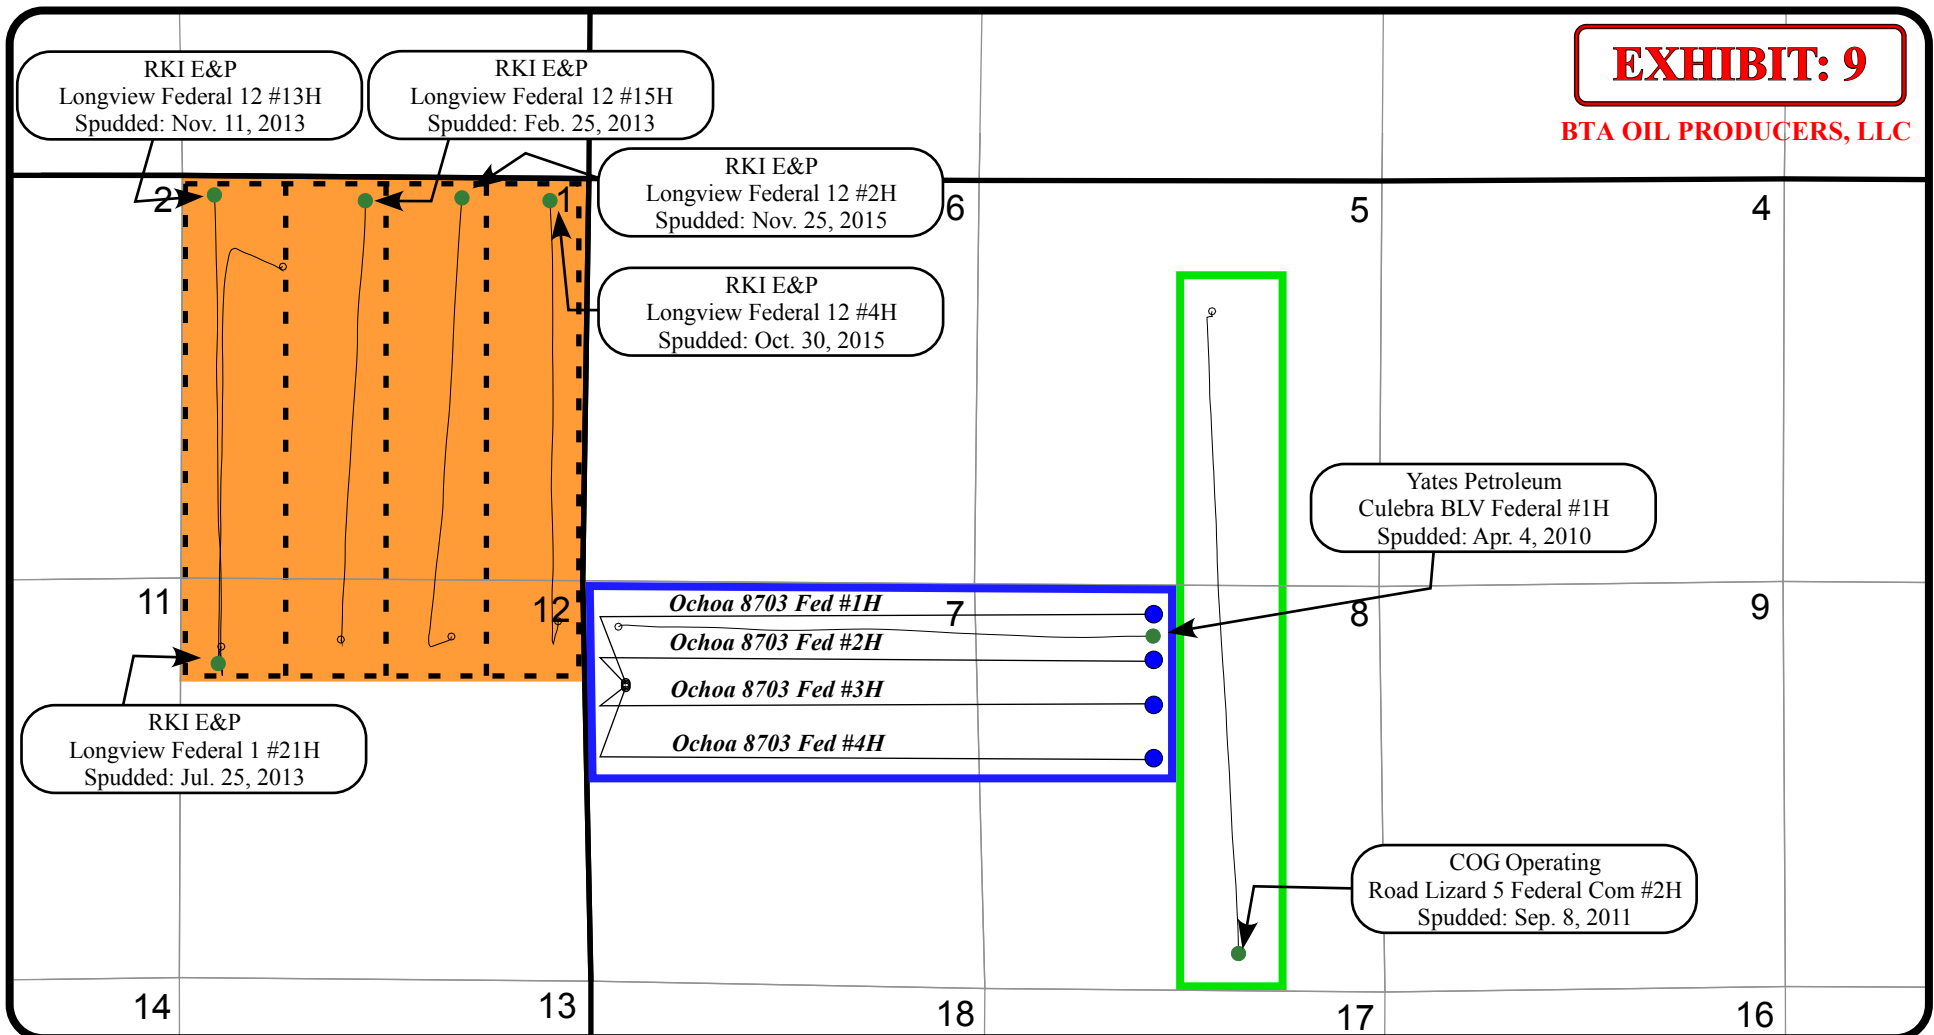 EXHIBIT: 9
BTA OIL PRODUCERS, LLC
RKI E&P
Longview Federal 12 #13H
Spudded: Nov. 11, 2013
RKI E&P
Longview Federal 12 #15H
Spudded: Feb. 25, 2013
RKI E&P
Longview Federal 12 #2H
Spudded: Nov. 25, 2015
2
1
6
5
4
RKI E&P
Longview Federal 12 #4H
Spudded: Oct. 30, 2015
Yates Petroleum
Culebra BLV Federal #1H
Spudded: Apr. 4, 2010
11
12
7
8
9
Ochoa 8703 Fed #1H
Ochoa 8703 Fed #2H
Ochoa 8703 Fed #3H
Ochoa 8703 Fed #4H
RKI E&P
Longview Federal 1 #21H
Spudded: Jul. 25, 2013
COG Operating
Road Lizard 5 Federal Com #2H
Spudded: Sep. 8, 2011
14
13
18
17
16